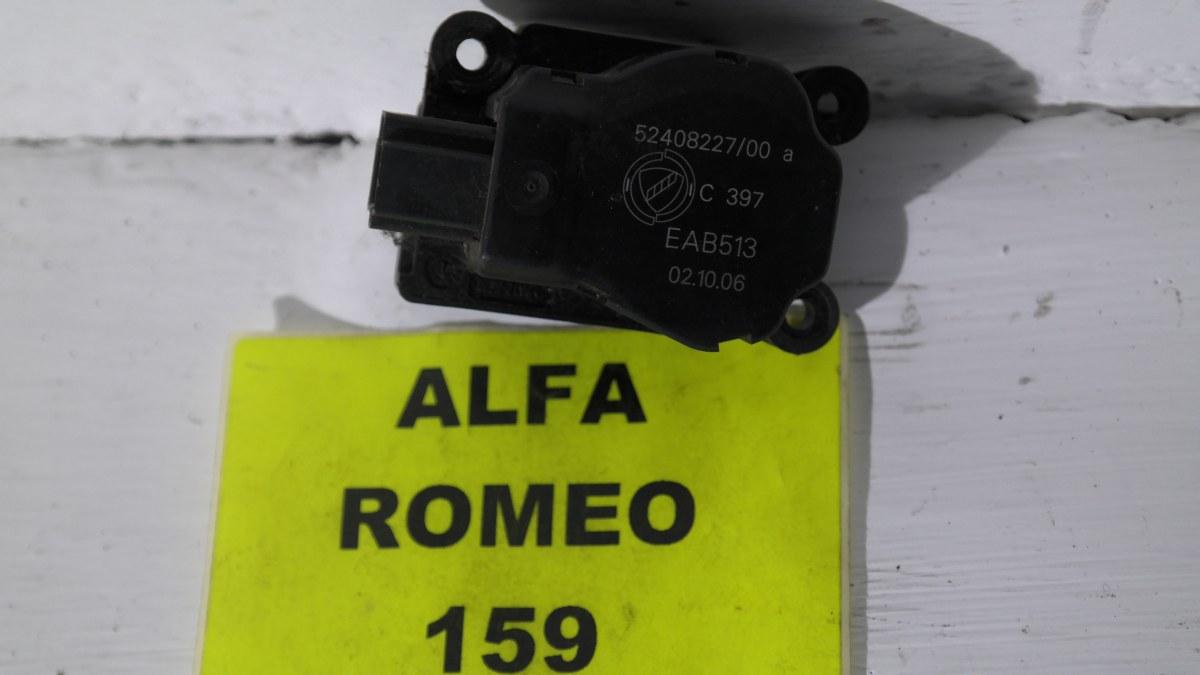 52408227/00 a
C 397
EAB513
02.10.06
ALFA
ROMEO
159